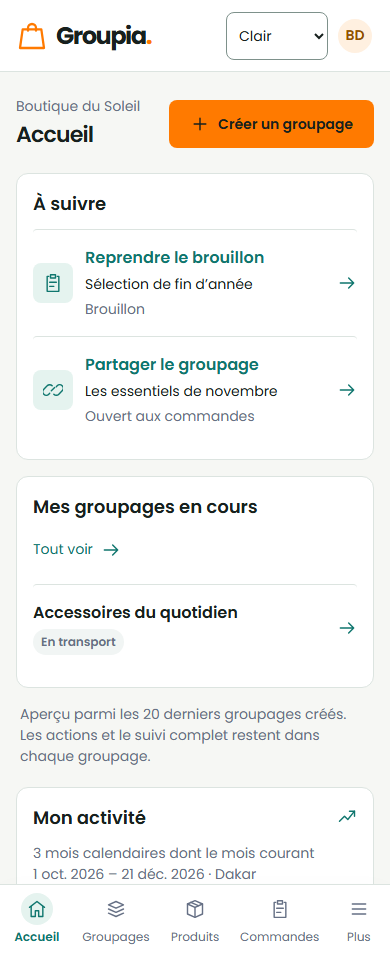 Groupia.
Clair
BD
Boutique du Soleil
Accueil
Créer un groupage
À suivre
Reprendre le brouillon
Sélection de fin d’année
Brouillon
Partager le groupage
Les essentiels de novembre
Ouvert aux commandes
Mes groupages en cours
Tout voir
Accessoires du quotidien
En transport
Aperçu parmi les 20 derniers groupages créés.
Les actions et le suivi complet restent dans
chaque groupage.
Mon activité
3 mois calendaires dont le mois courant
1 oct. 2026 – 21 déc. 2026 · Dakar
Accueil
Groupages
Produits
Commandes
Plus